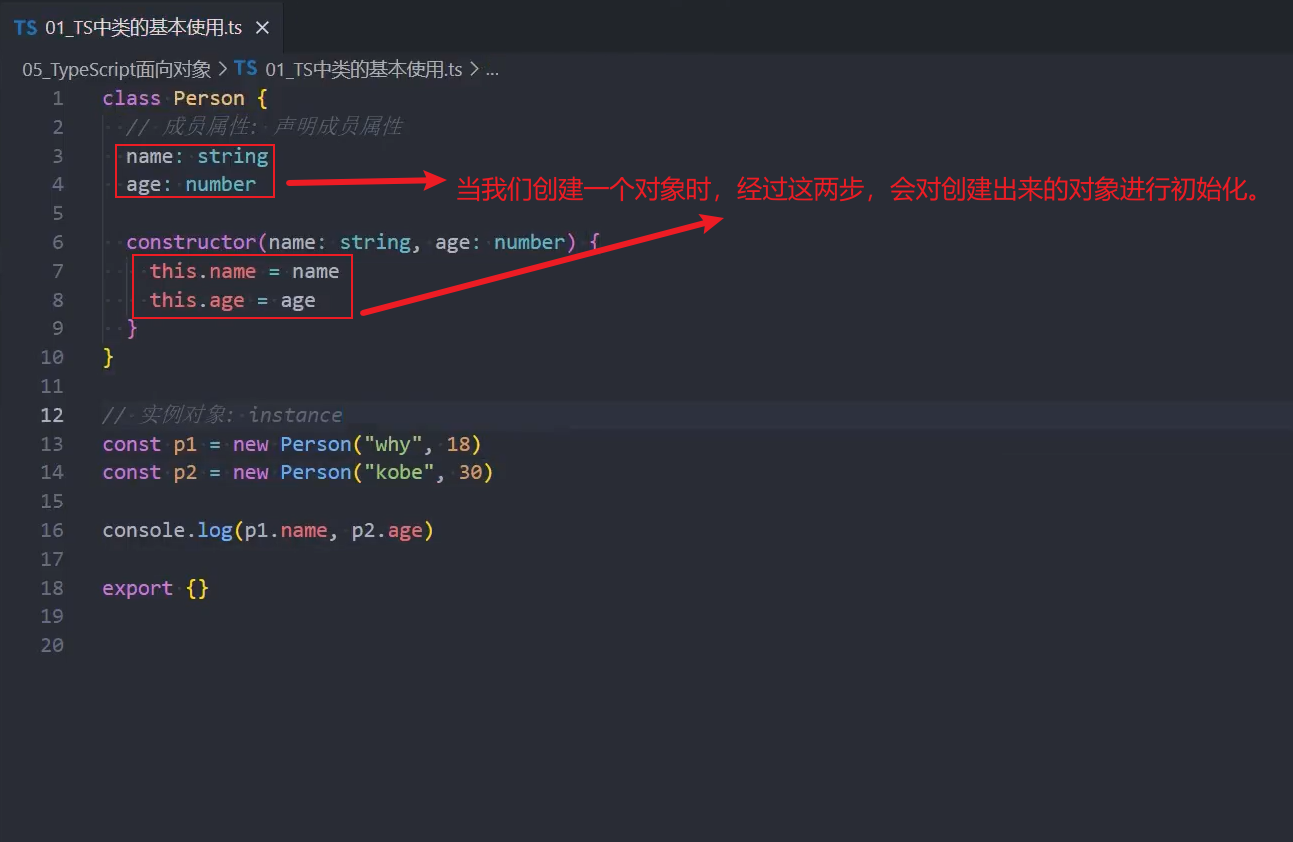 TS 01_TS中类的基本使用.ts ×
05_TypeScript面向对象 > TS 01_TS中类的基本使用.ts > ...
1 class Person {
2 // 成员属性: 声明成员属性
3 name: string
4 age: number
当我们创建一个对象时，经过这两步，会对创建出来的对象进行初始化。
5
6 constructor(name: string, age: number) {
7 this.name = name
8 this.age = age
9 }
10 }
11
12 // 实例对象: instance
13 const p1 = new Person("why", 18)
14 const p2 = new Person("kobe", 30)
15
16 console.log(p1.name, p2.age)
17
18 export {}
19
20